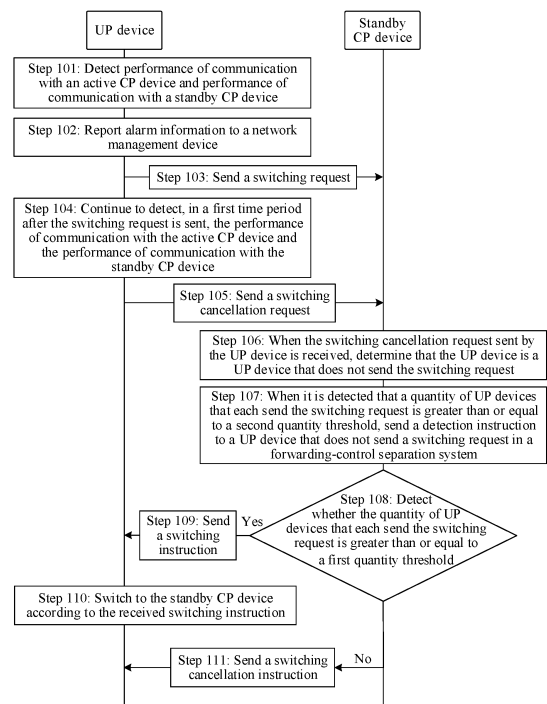 UP device
Standby
CP device
Step 101: Detect performance of communication
with an active CP device and performance of
communication with a standby CP device
Step 102: Report alarm information to a network
management device
Step 103: Send a switching request
Step 104: Continue to detect, in a first time period
after the switching request is sent, the performance
of communication with the active CP device and
the performance of communication with the
standby CP device
Step 105: Send a switching
cancellation request
Step 106: When the switching cancellation request sent by
the UP device is received, determine that the UP device is a
UP device that does not send the switching request
Step 107: When it is detected that a quantity of UP devices
that each send the switching request is greater than or equal
to a second quantity threshold, send a detection instruction
to a UP device that does not send a switching request in a
forwarding-control separation system
Step 108: Detect
whether the quantity of UP
devices that each send the switching
request is greater than or equal to
a first quantity threshold
Yes
Step 109: Send
a switching
instruction
Step 110: Switch to the standby CP device
according to the received switching instruction
No
Step 111: Send a switching
cancellation instruction